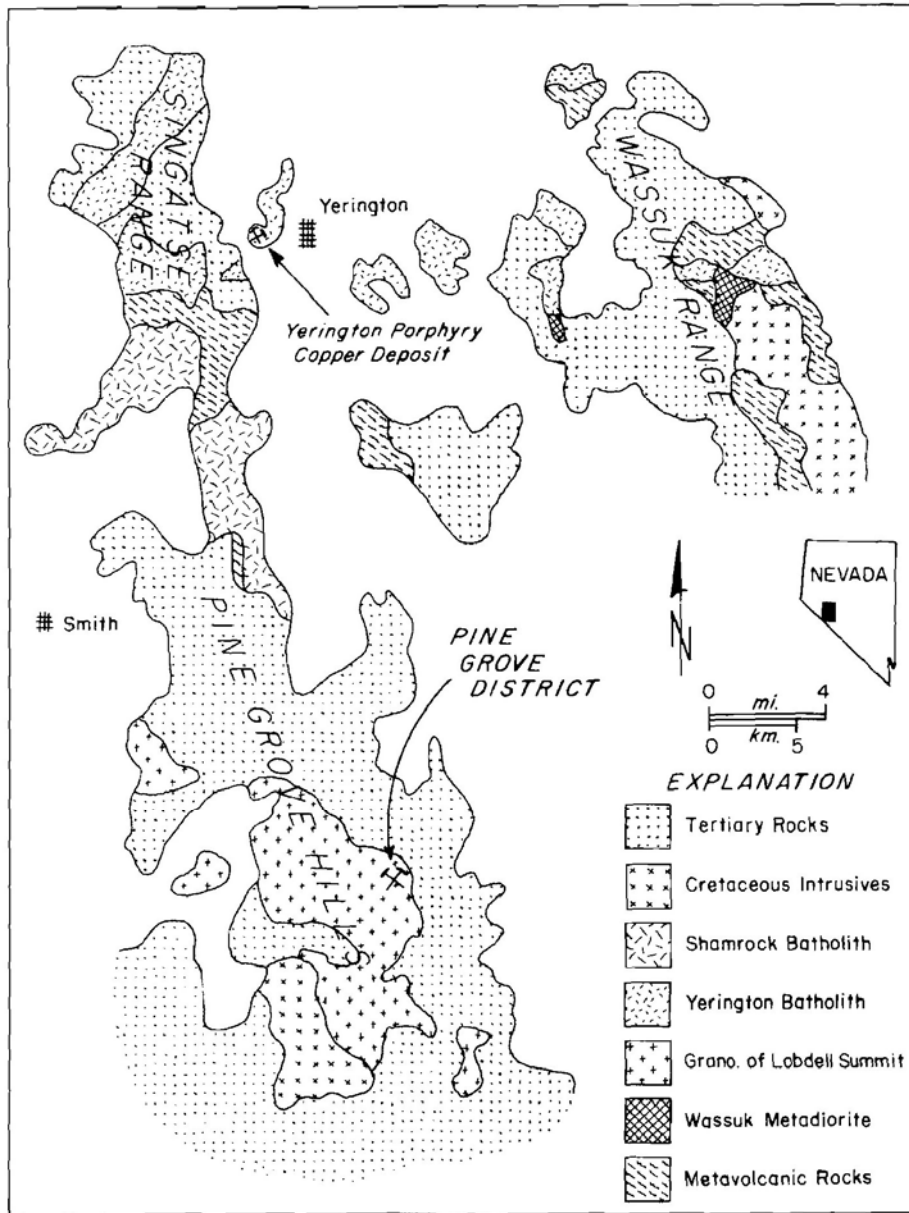 SINGATSE
RANGE
WASSUK RANGE
Yerington
Yerington Porphyry
Copper Deposit
Smith
PINE GROVE HILLS
PINE
GROVE
DISTRICT
N
NEVADA
0 4
mi.
km.
0 5
EXPLANATION
Tertiary Rocks
Cretaceous Intrusives
Shamrock Batholith
Yerington Batholith
Grano. of Lobdell Summit
Wassuk Metadiorite
Metavolcanic Rocks